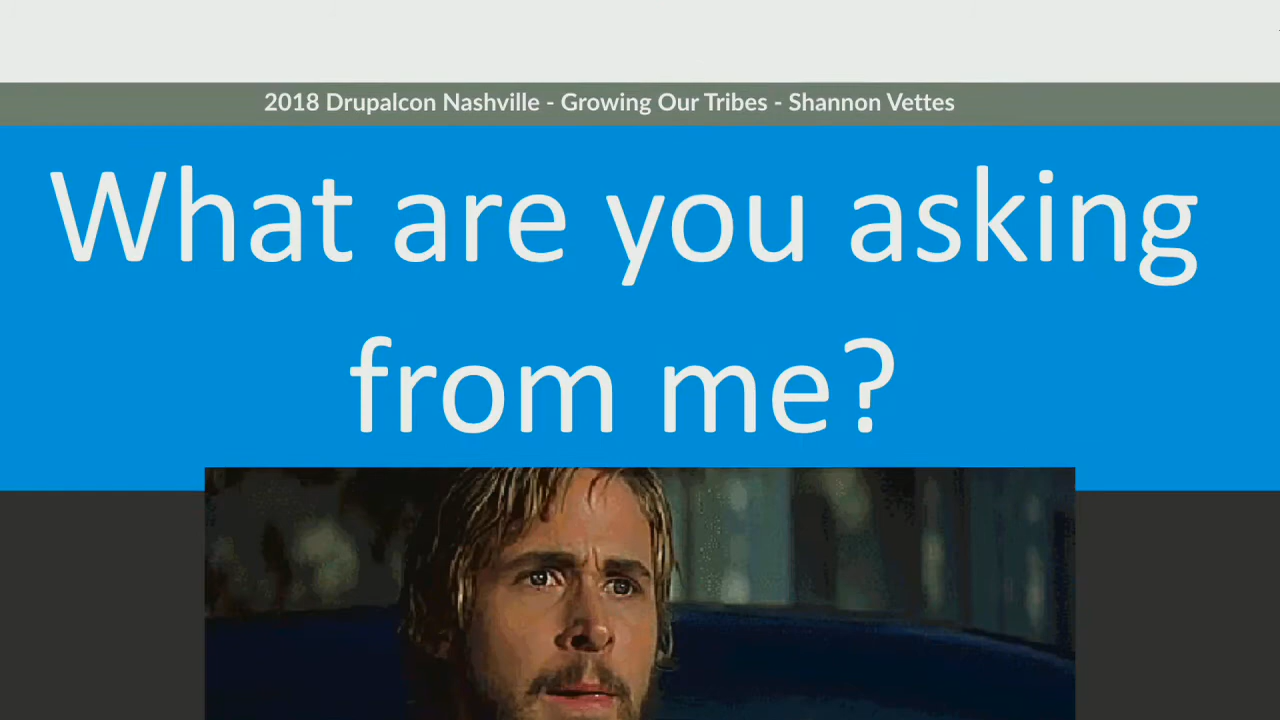 2018 Drupalcon Nashville - Growing Our Tribes - Shannon Vettes
What are you asking
from me?